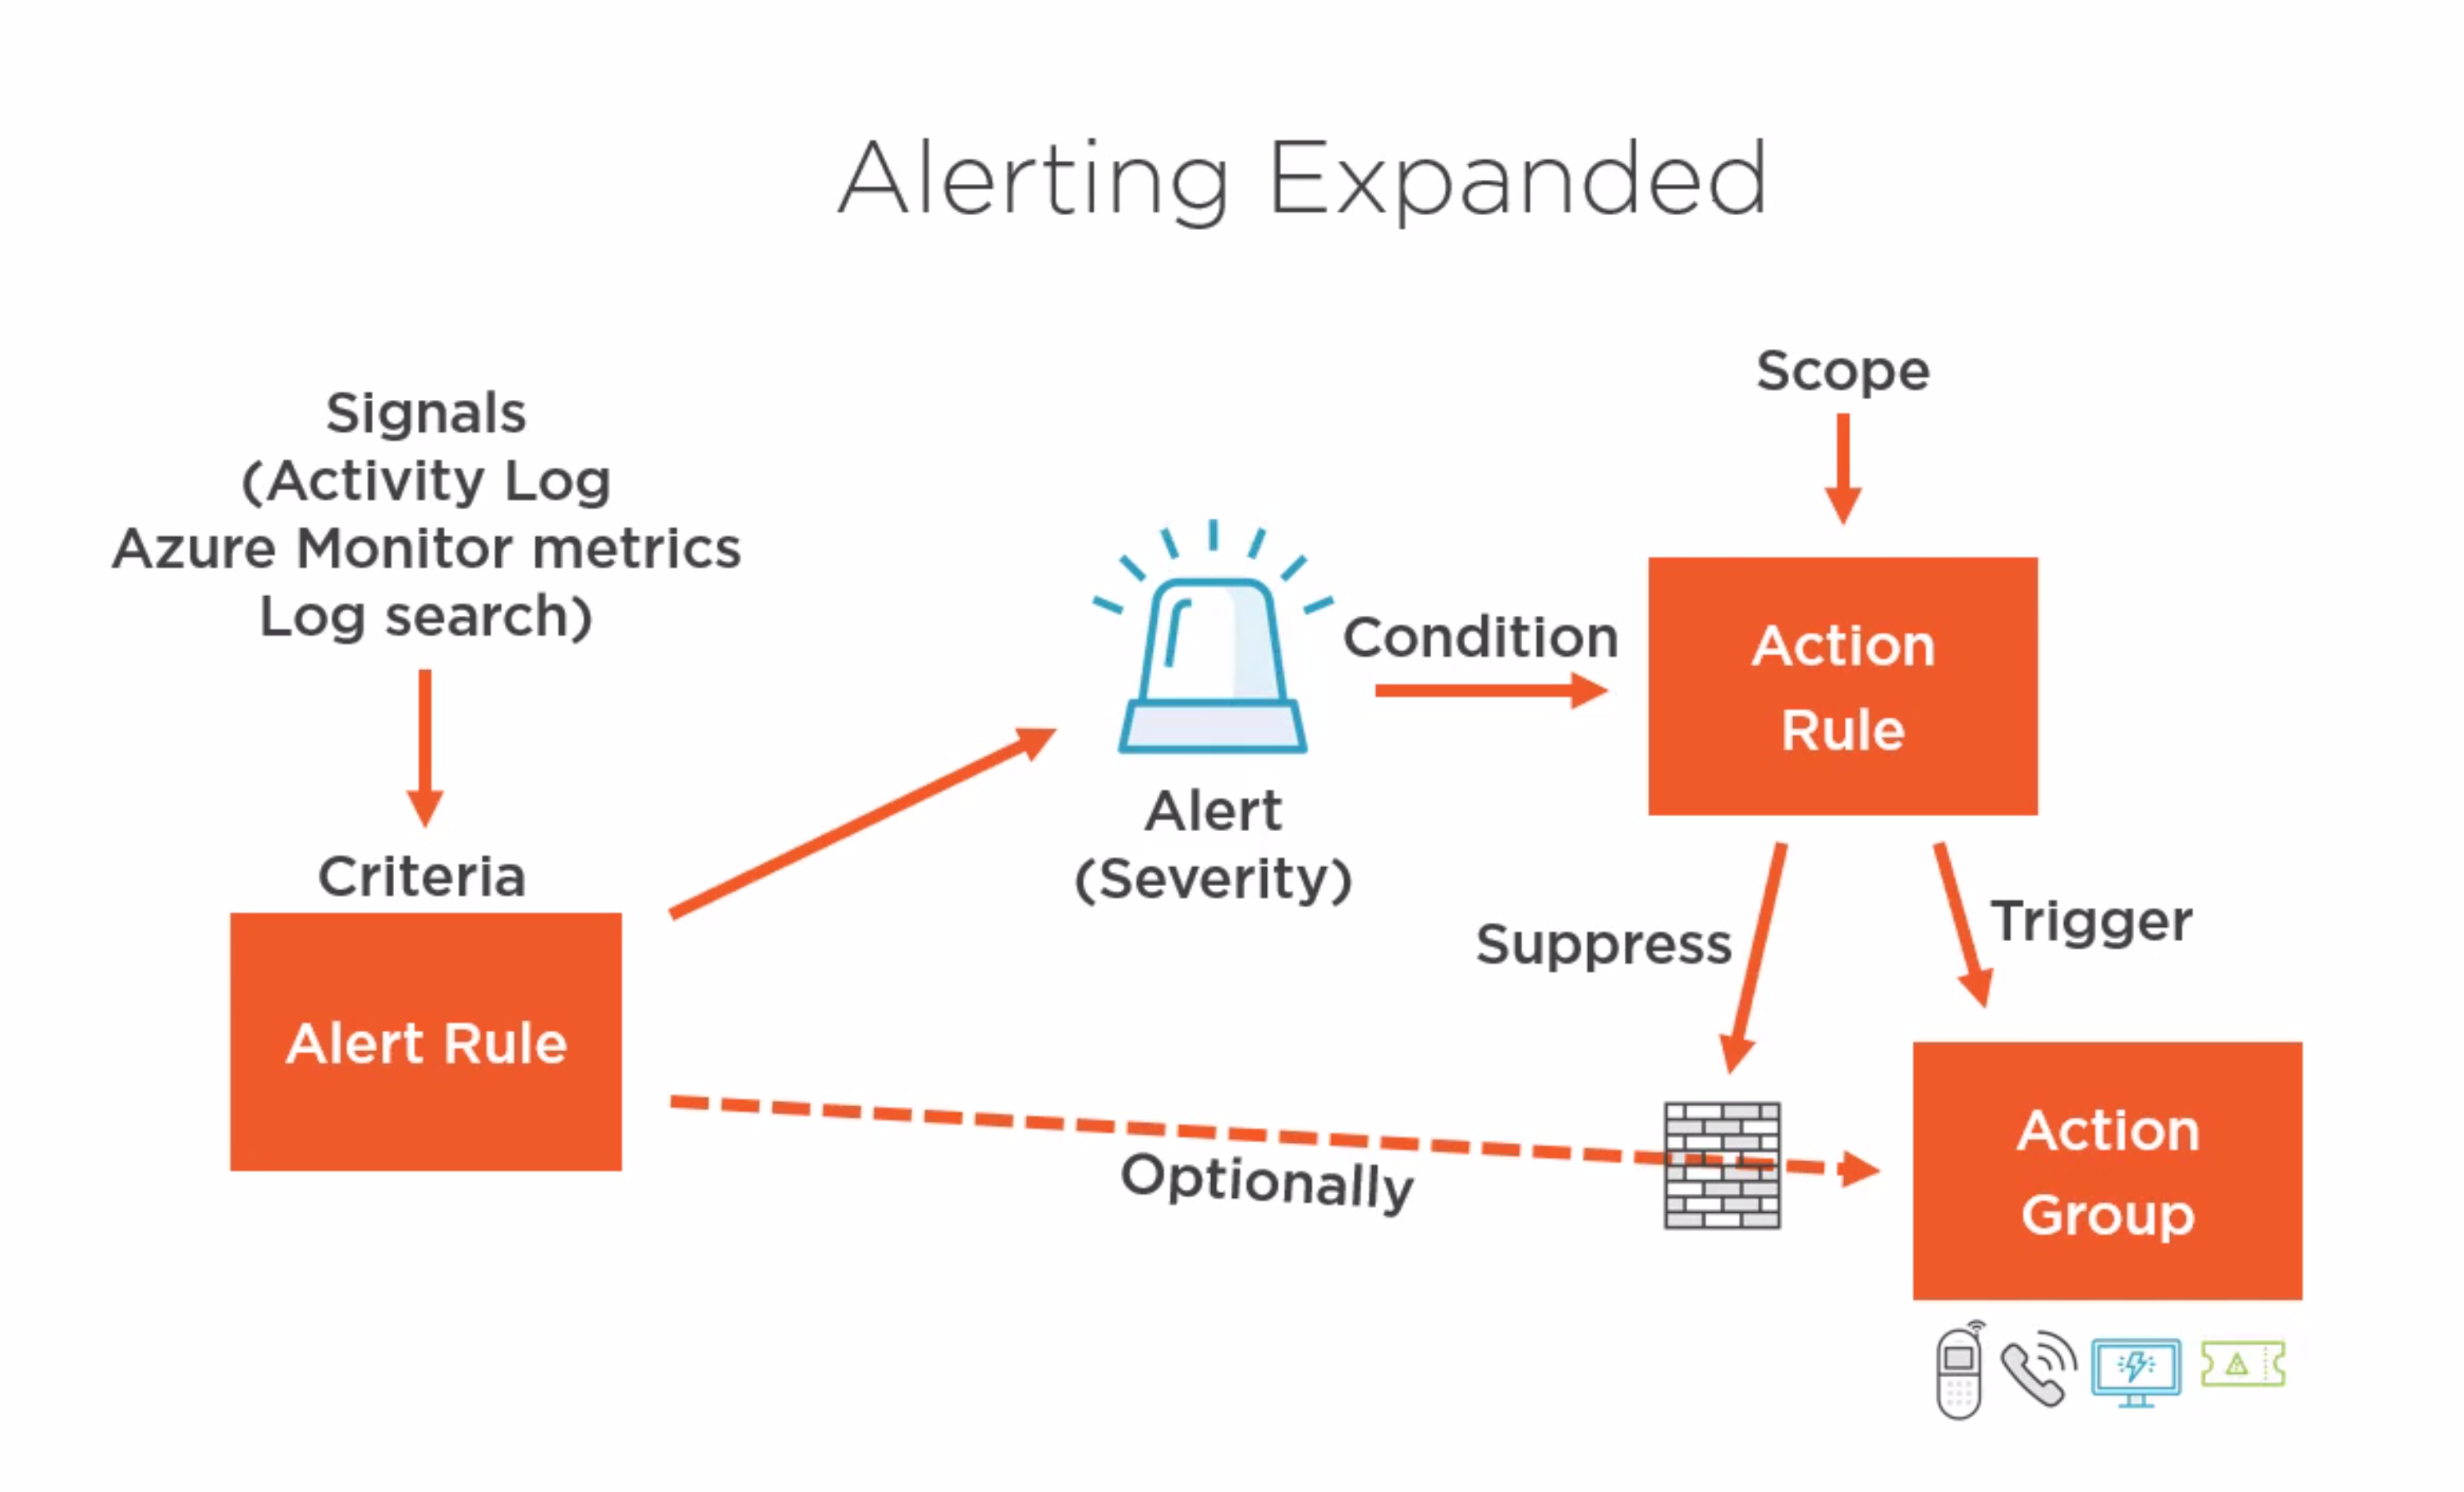 Alerting Expanded
Signals
(Activity Log
Azure Monitor metrics
Log search)
Criteria
Alert Rule
Alert
(Severity)
Condition
Scope
Action
Rule
Suppress
Trigger
Optionally
Action
Group